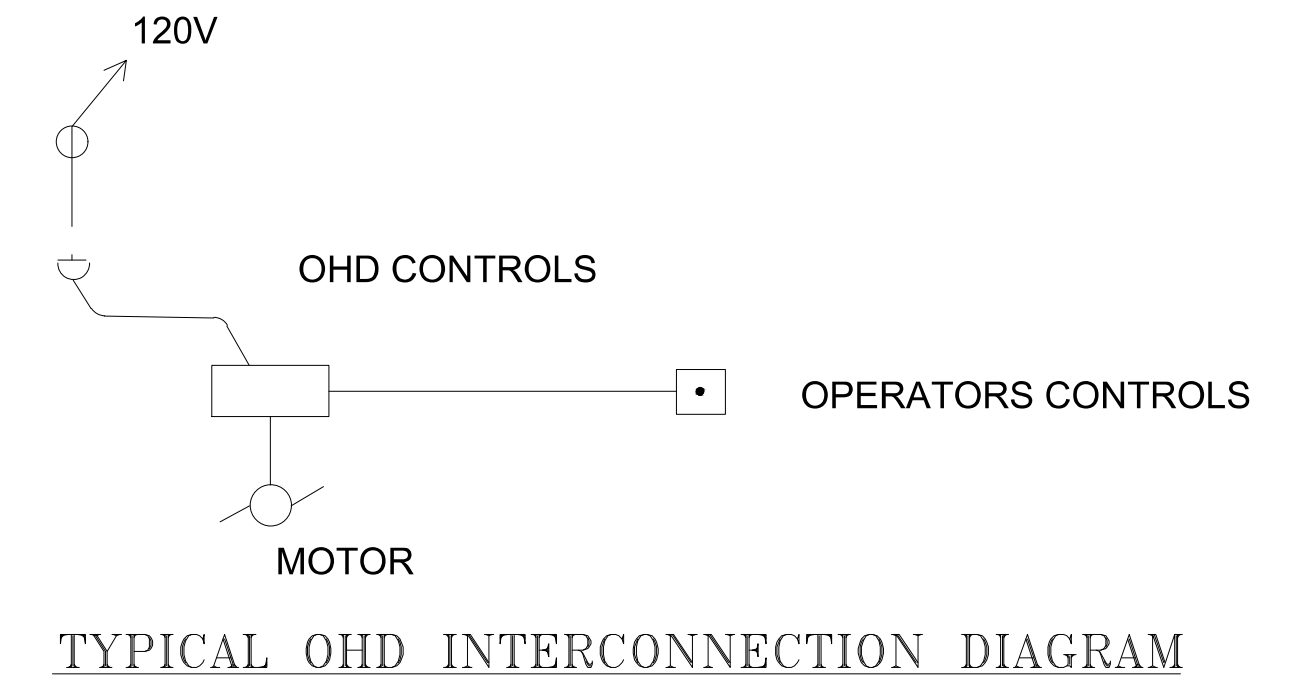 120V
OHD CONTROLS
OPERATORS CONTROLS
MOTOR
TYPICAL OHD INTERCONNECTION DIAGRAM